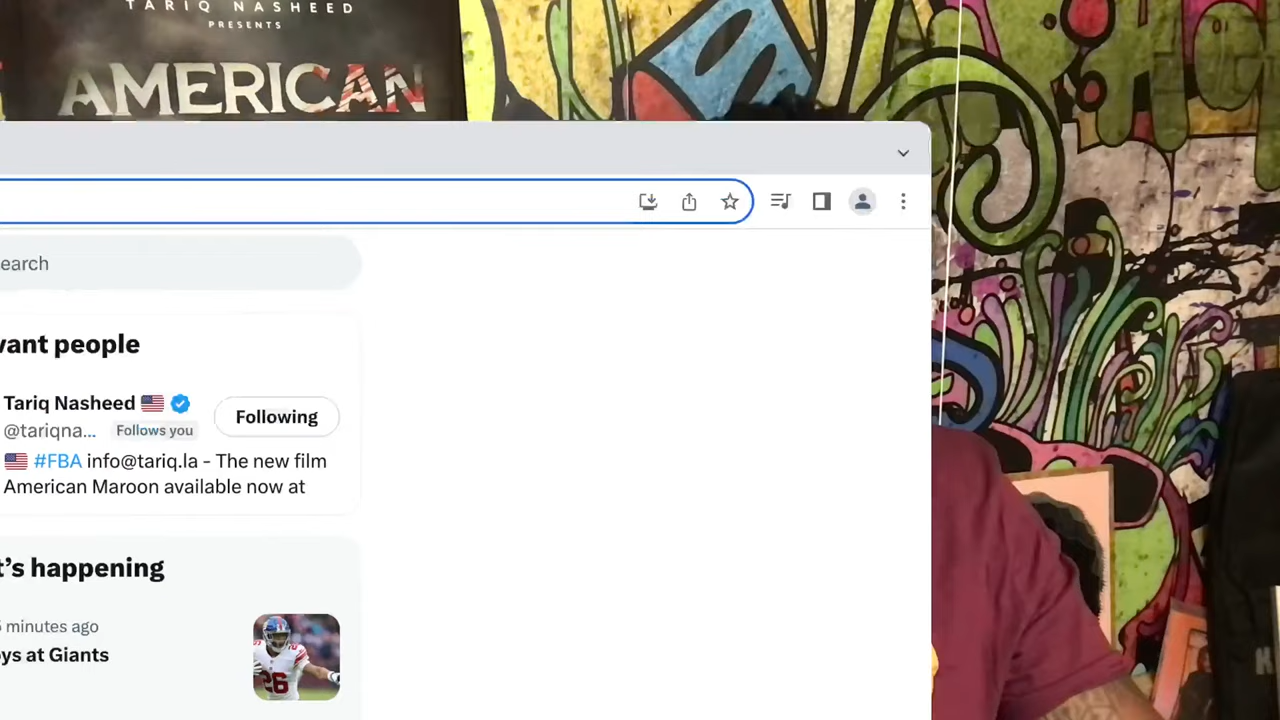 TARIQ NASHEED
PRESENTS
AMERICAN
earch
vant people
Tariq Nasheed
@tariqna... Follows you
Following
#FBA info@tariq.la - The new film
American Maroon available now at
t’s happening
minutes ago
ys at Giants
26